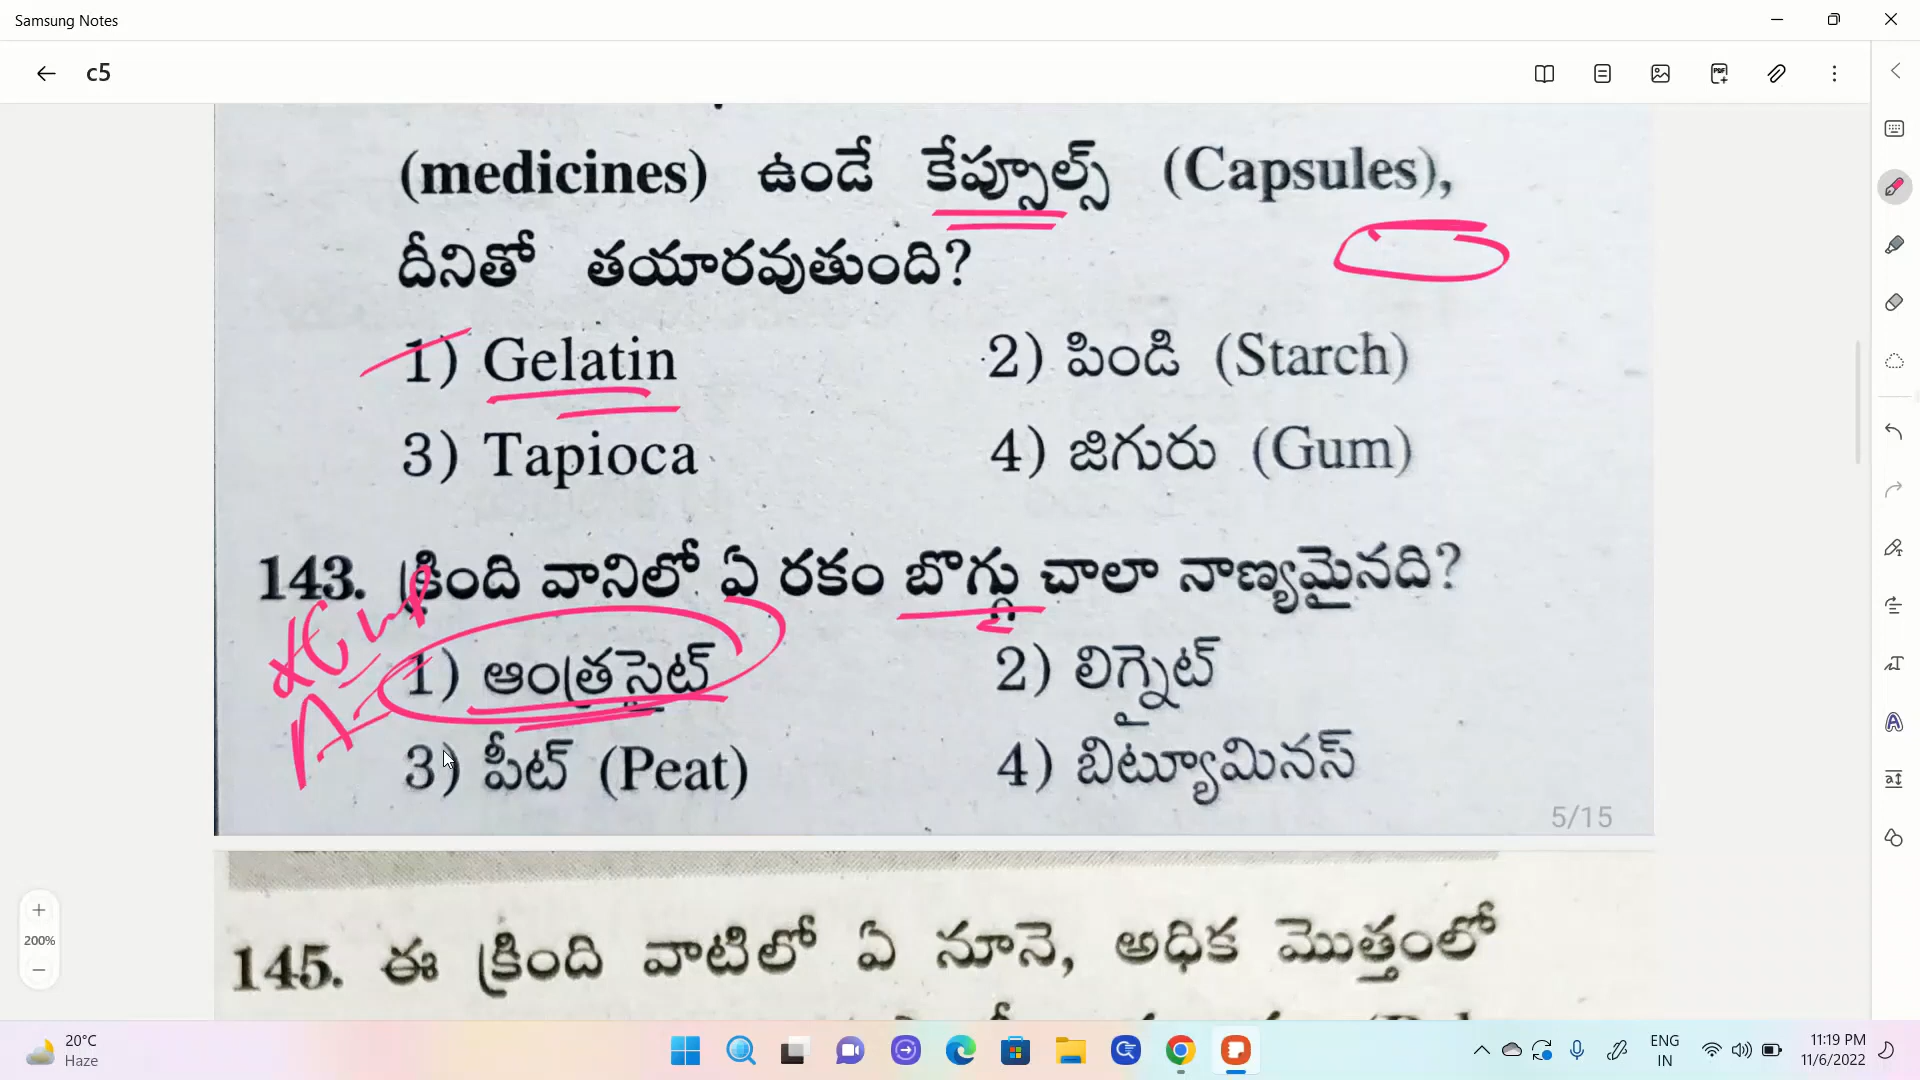 Samsung Notes
c5
(medicines) ఉండే కేప్సూల్స్ (Capsules),
దీనితో తయారవుతుంది?
1) Gelatin 2) పిండి (Starch)
3) Tapioca 4) జిగురు (Gum)
143. క్రింది వానిలో ఏ రకం బొగ్గు చాలా నాణ్యమైనది?
1) ఆంత్రసైట్ 2) లిగ్నైట్
3) పీట్ (Peat) 4) బిట్యూమినస్
5/15
145. ఈ క్రింది వాటిలో ఏ నూనె, అధిక మొత్తంలో
200%
20°C
Haze
ENG
IN
11:19 PM
11/6/2022